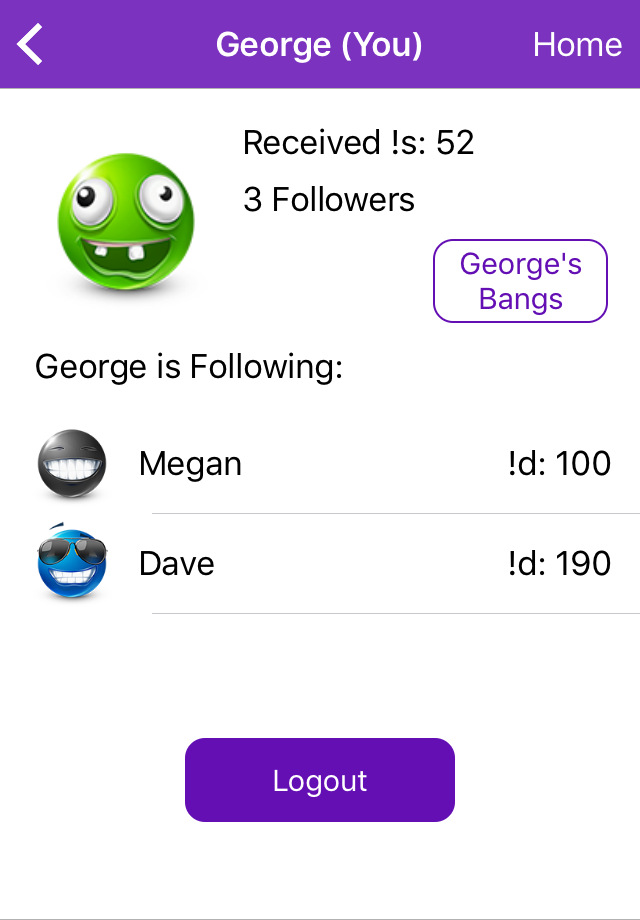 George (You)
Home
Received !s: 52
3 Followers
George's
Bangs
George is Following:
Megan
!d: 100
Dave
!d: 190
Logout